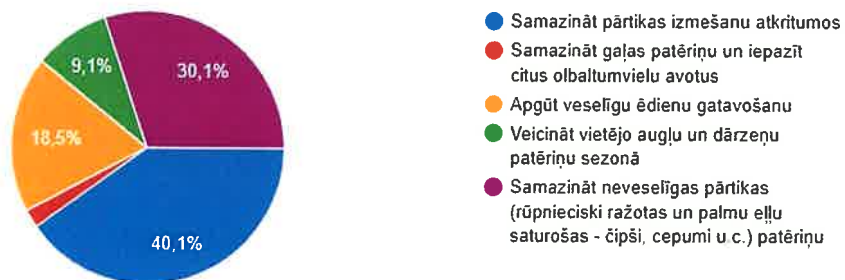 9,1%
30,1%
18,5%
40,1%
Samazināt pārtikas izmešanu atkritumos
Samazināt gaļas patēriņu un iepazīt
citus olbaltumvielu avotus
Apgūt veselīgu ēdienu gatavošanu
Veicināt vietējo augļu un dārzeņu
patēriņu sezonā
Samazināt neveselīgas pārtikas
(rūpnieciski ražotas un palmu eļļu
saturošas - čipši, cepumi u.c.) patēriņu